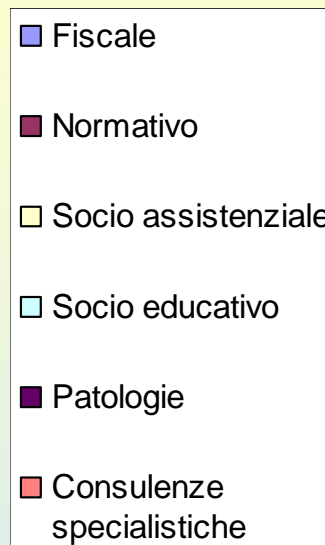 Fiscale
Normativo
Socio assistenziale
Socio educativo
Patologie
Consulenze
specialistiche